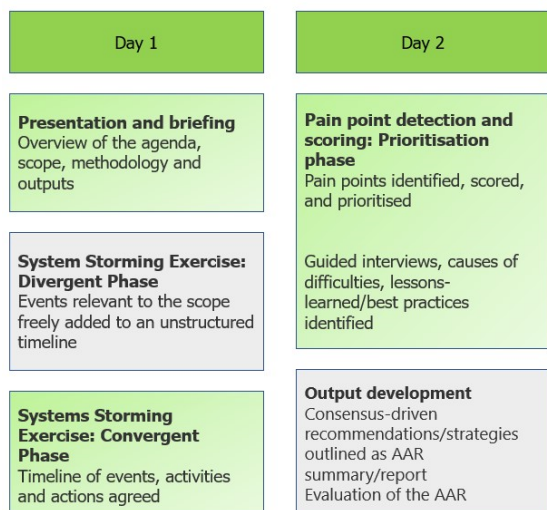 Day 1
Presentation and briefing
Overview of the agenda,
scope, methodology and
outputs
System Storming Exercise:
Divergent Phase
Events relevant to the scope
freely added to an unstructured
timeline
Systems Storming
Exercise: Convergent
Phase
Timeline of events, activities
and actions agreed
Day 2
Pain point detection and
scoring: Prioritisation
phase
Pain points identified, scored,
and prioritised
Guided interviews, causes of
difficulties, lessons-
learned/best practices
identified
Output development
Consensus-driven
recommendations/strategies
outlined as AAR
summary/report
Evaluation of the AAR